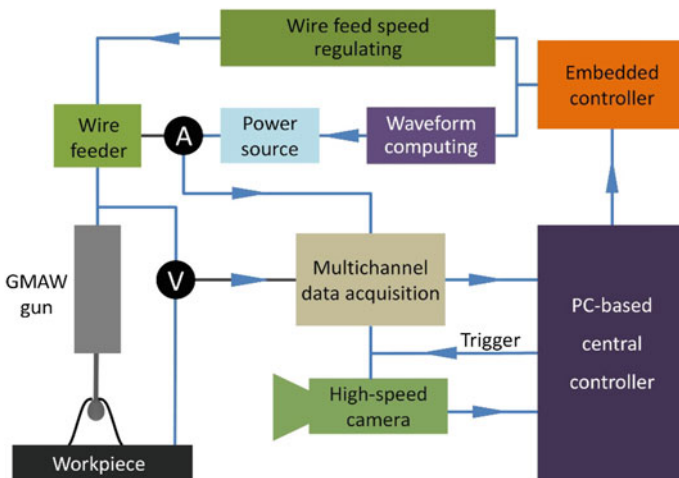 Wire feed speed
regulating
Embedded
controller
Wire
feeder
A
Power
source
Waveform
computing
GMAW
gun
V
Multichannel
data acquisition
PC-based
central
controller
Trigger
High-speed
camera
Workpiece